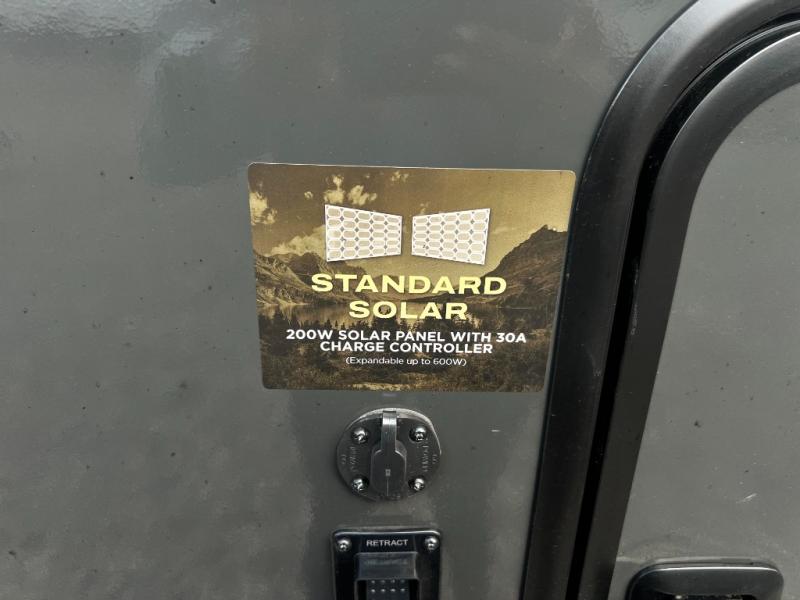 STANDARD
SOLAR
200W SOLAR PANEL WITH 30A
CHARGE CONTROLLER
(Expandable up to 600W)
RETRACT